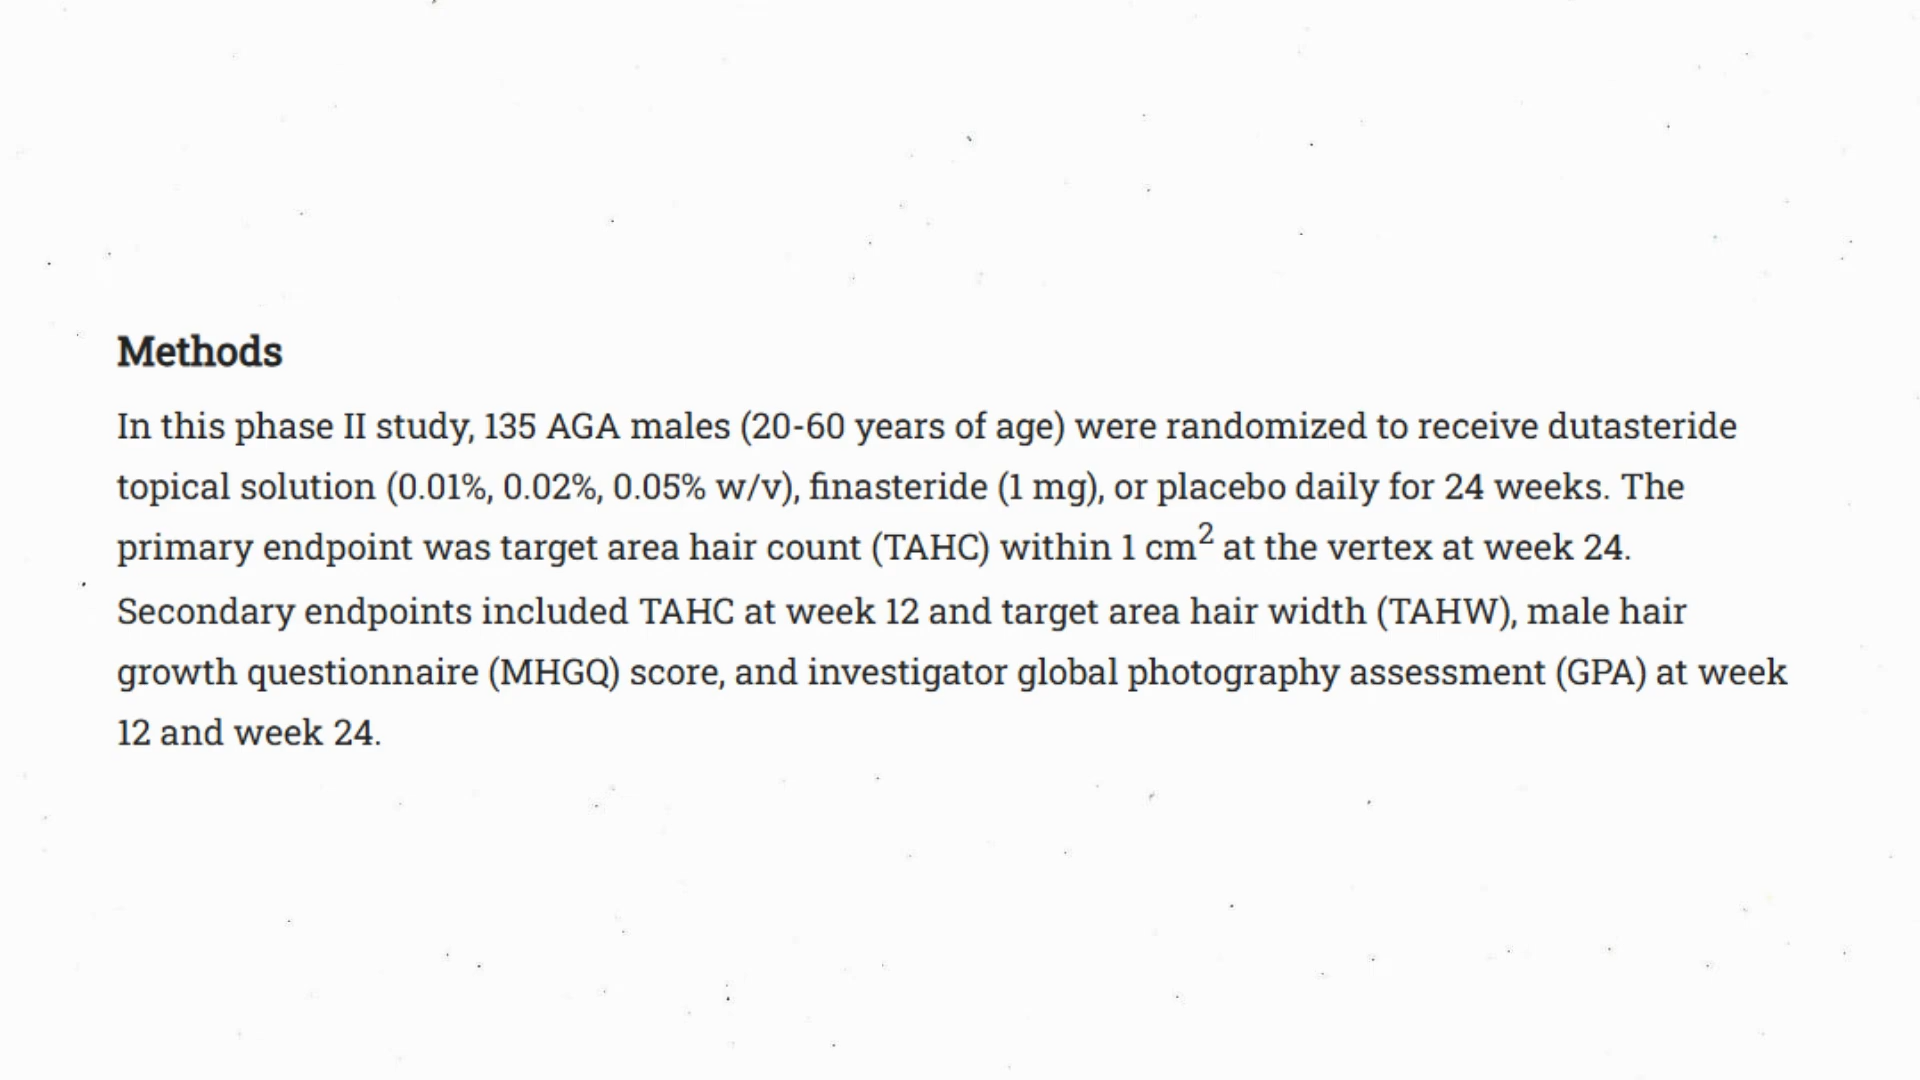 Methods
In this phase II study, 135 AGA males (20-60 years of age) were randomized to receive dutasteride
topical solution (0.01%, 0.02%, 0.05% w/v), finasteride (1 mg), or placebo daily for 24 weeks. The
primary endpoint was target area hair count (TAHC) within 1 cm² at the vertex at week 24.
Secondary endpoints included TAHC at week 12 and target area hair width (TAHW), male hair
growth questionnaire (MHGQ) score, and investigator global photography assessment (GPA) at week
12 and week 24.